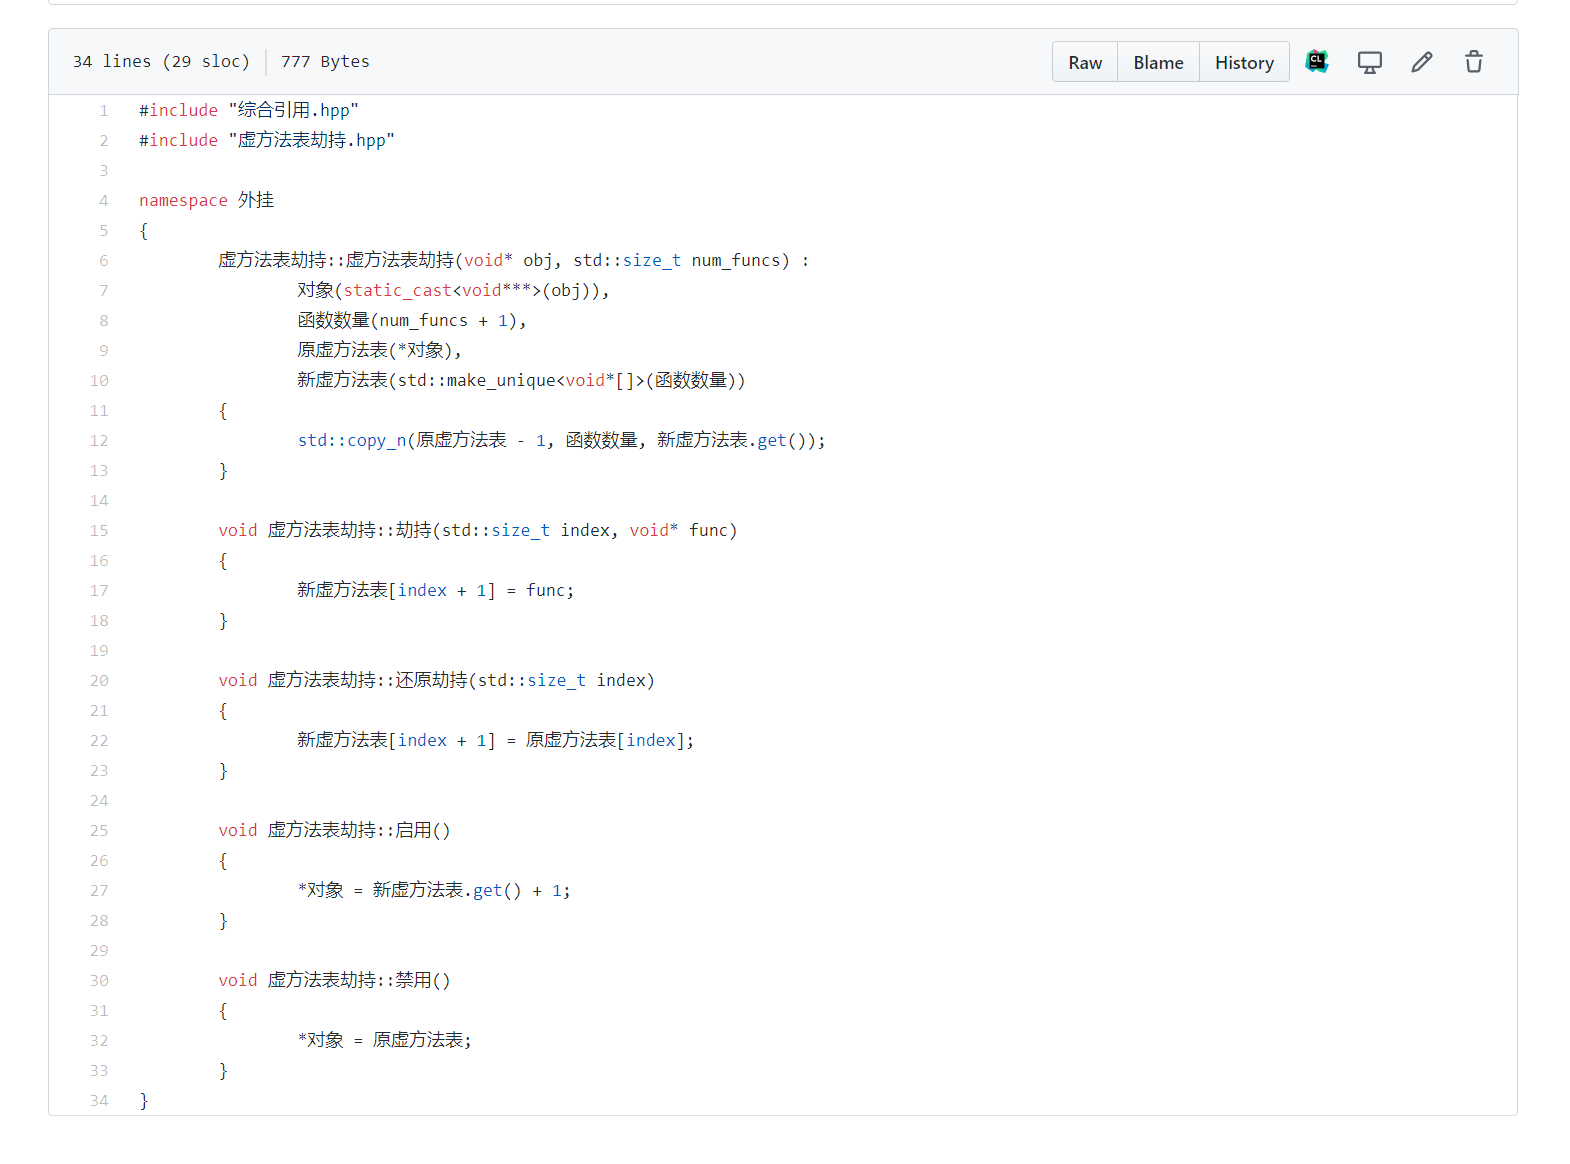 34 lines (29 sloc) 777 Bytes Raw Blame History CL
1 #include "综合引用.hpp"
2 #include "虚方法表劫持.hpp"
3
4 namespace 外挂
5 {
6 虚方法表劫持::虚方法表劫持(void* obj, std::size_t num_funcs) :
7 对象(static_cast<void***>(obj)),
8 函数数量(num_funcs + 1),
9 原虚方法表(*对象),
10 新虚方法表(std::make_unique<void*[]>(函数数量))
11 {
12 std::copy_n(原虚方法表 - 1, 函数数量, 新虚方法表.get());
13 }
14
15 void 虚方法表劫持::劫持(std::size_t index, void* func)
16 {
17 新虚方法表[index + 1] = func;
18 }
19
20 void 虚方法表劫持::还原劫持(std::size_t index)
21 {
22 新虚方法表[index + 1] = 原虚方法表[index];
23 }
24
25 void 虚方法表劫持::启用()
26 {
27 *对象 = 新虚方法表.get() + 1;
28 }
29
30 void 虚方法表劫持::禁用()
31 {
32 *对象 = 原虚方法表;
33 }
34 }